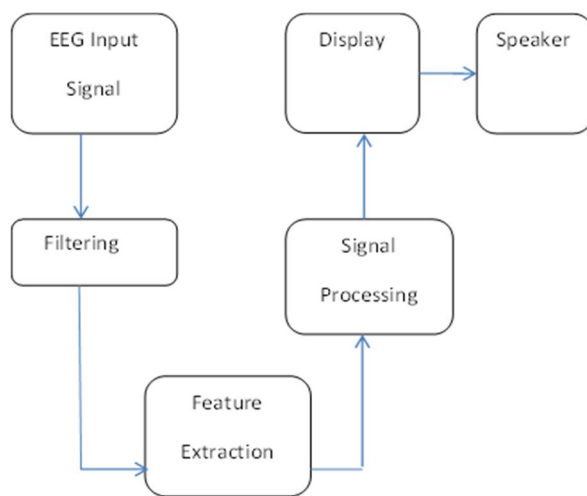 EEG Input
Signal
Filtering
Feature
Extraction
Signal
Processing
Display
Speaker